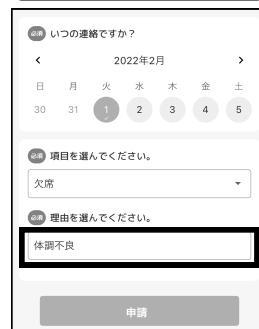 必須 いつの連絡ですか？
< 2022年2月 >
日 月 火 水 木 金 土
30 31 1 2 3 4 5
必須 項目を選んでください。
欠席
必須 理由を選んでください。
体調不良
申請